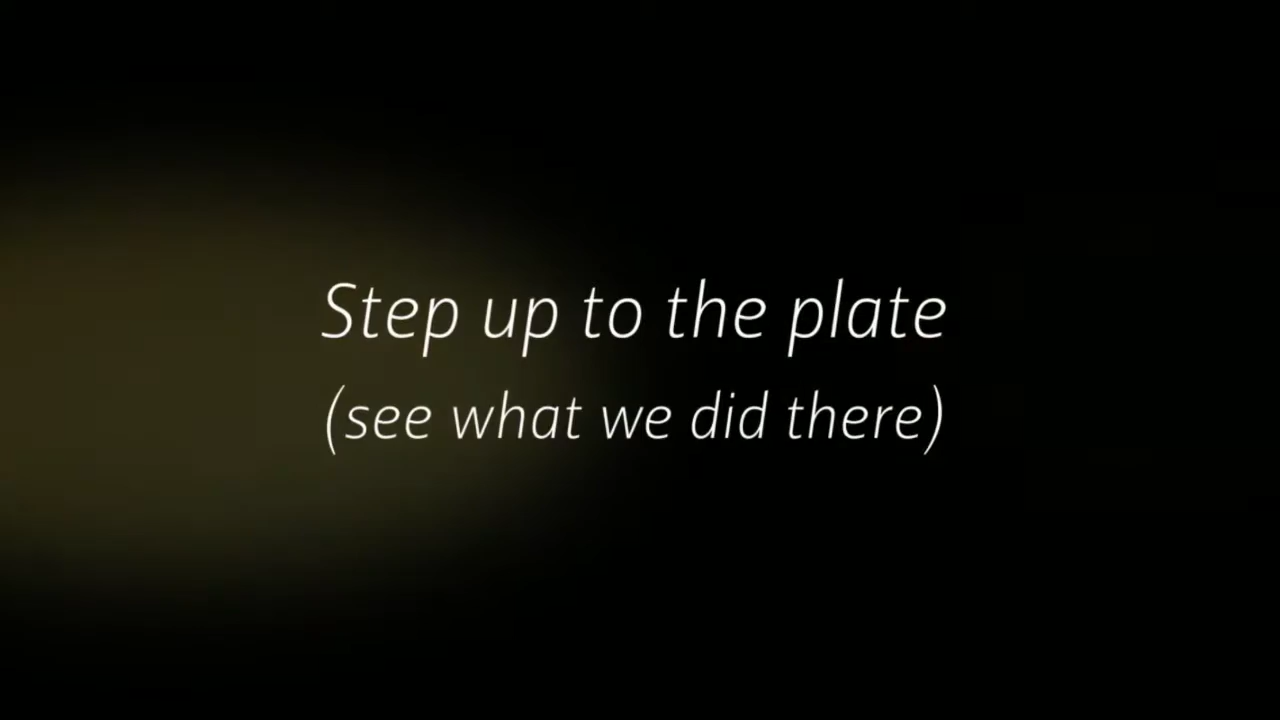 Step up to the plate
(see what we did there)